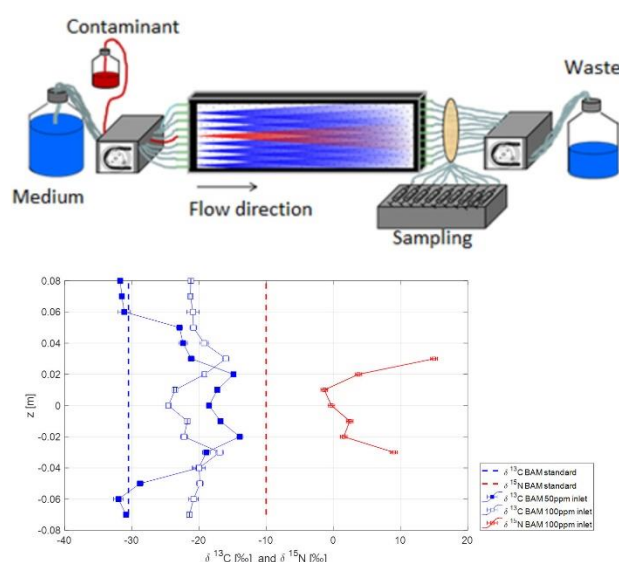 Contaminant
Waste
Medium
Flow direction
Sampling
0.08
0.06
0.04
0.02
0
-0.02
-0.04
-0.06
-0.08
z [m]
-40
-30
-20
-10
0
10
20
δ ¹³C [‰] and δ ¹⁵N [‰]
δ ¹³C BAM standard
δ ¹⁵N BAM standard
δ ¹³C BAM 50ppm inlet
δ ¹³C BAM 100ppm inlet
δ ¹⁵N BAM 100ppm inlet